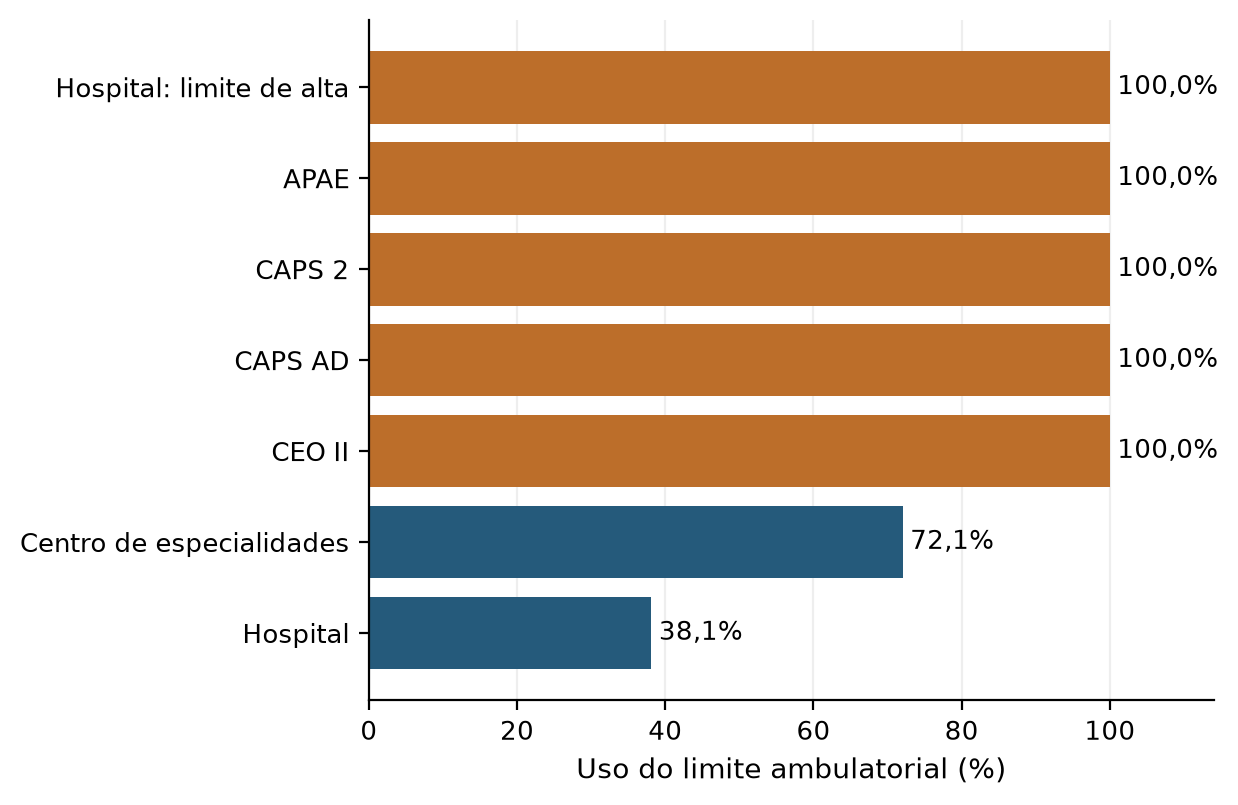 Hospital: limite de alta 100,0%
APAE 100,0%
CAPS 2 100,0%
CAPS AD 100,0%
CEO II 100,0%
Centro de especialidades 72,1%
Hospital 38,1%
0 20 40 60 80 100
Uso do limite ambulatorial (%)